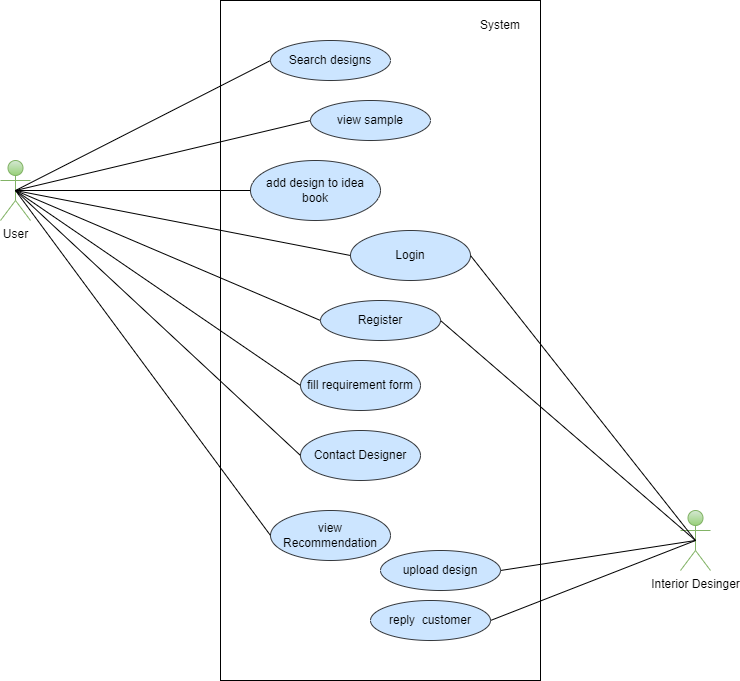 System
Search designs
view sample
add design to idea
book
User
Login
Register
fill requirement form
Contact Designer
view
Recommendation
upload design
Interior Desinger
reply  customer